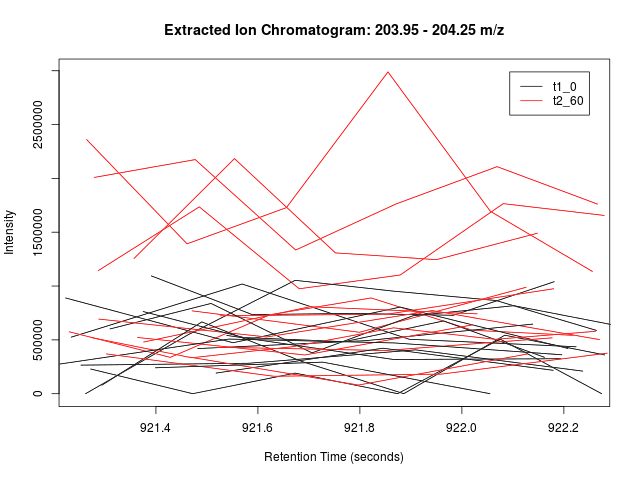 Extracted Ion Chromatogram: 203.95 - 204.25 m/z
t1_0
t2_60
Intensity
2500000
1500000
500000
0
921.4 921.6 921.8 922.0 922.2
Retention Time (seconds)